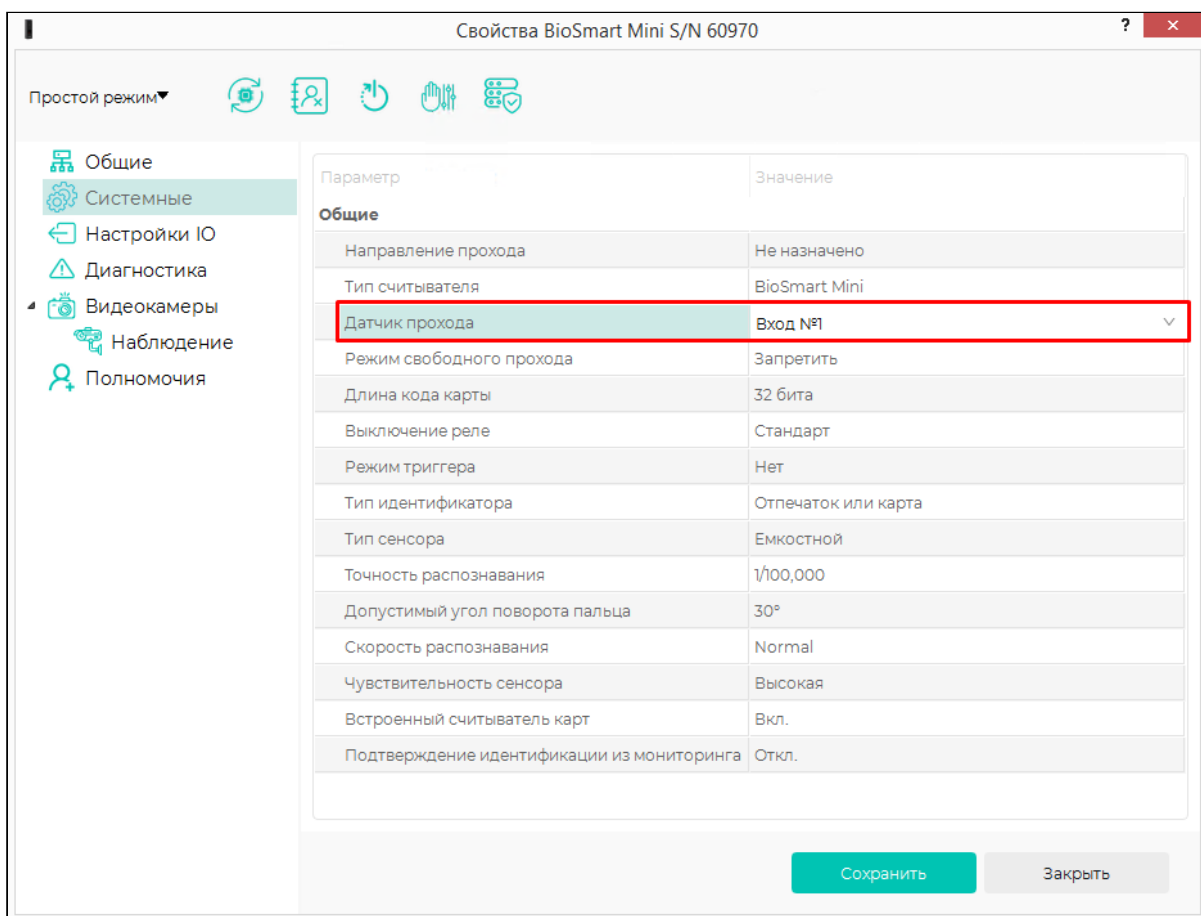 Свойства BioSmart Mini S/N 60970
?
Простой режим
Общие
Системные
Настройки IO
Диагностика
Видеокамеры
Наблюдение
Полномочия
Параметр Значение
Общие
Направление прохода Не назначено
Тип считывателя BioSmart Mini
Датчик прохода Вход №1
Режим свободного прохода Запретить
Длина кода карты 32 бита
Выключение реле Стандарт
Режим триггера Нет
Тип идентификатора Отпечаток или карта
Тип сенсора Емкостной
Точность распознавания 1/100,000
Допустимый угол поворота пальца 30°
Скорость распознавания Normal
Чувствительность сенсора Высокая
Встроенный считыватель карт Вкл.
Подтверждение идентификации из мониторинга Откл.
Сохранить Закрыть